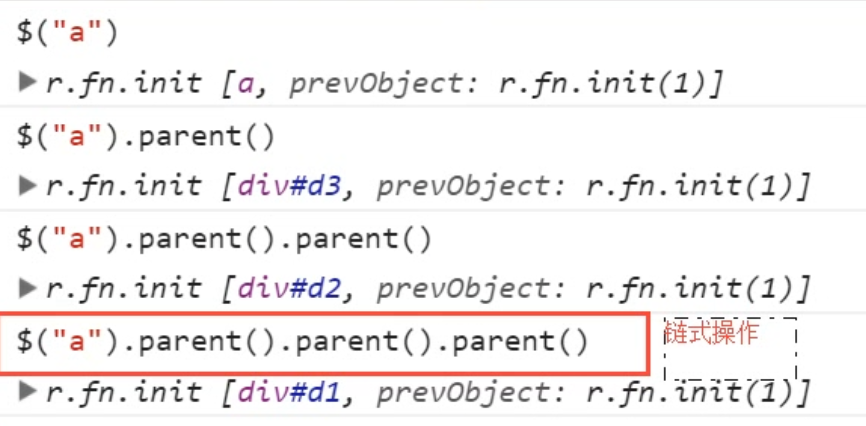 $("a")
r.fn.init [a, prevObject: r.fn.init(1)]
$("a").parent()
r.fn.init [div#d3, prevObject: r.fn.init(1)]
$("a").parent().parent()
r.fn.init [div#d2, prevObject: r.fn.init(1)]
$("a").parent().parent().parent()
链式操作
r.fn.init [div#d1, prevObject: r.fn.init(1)]